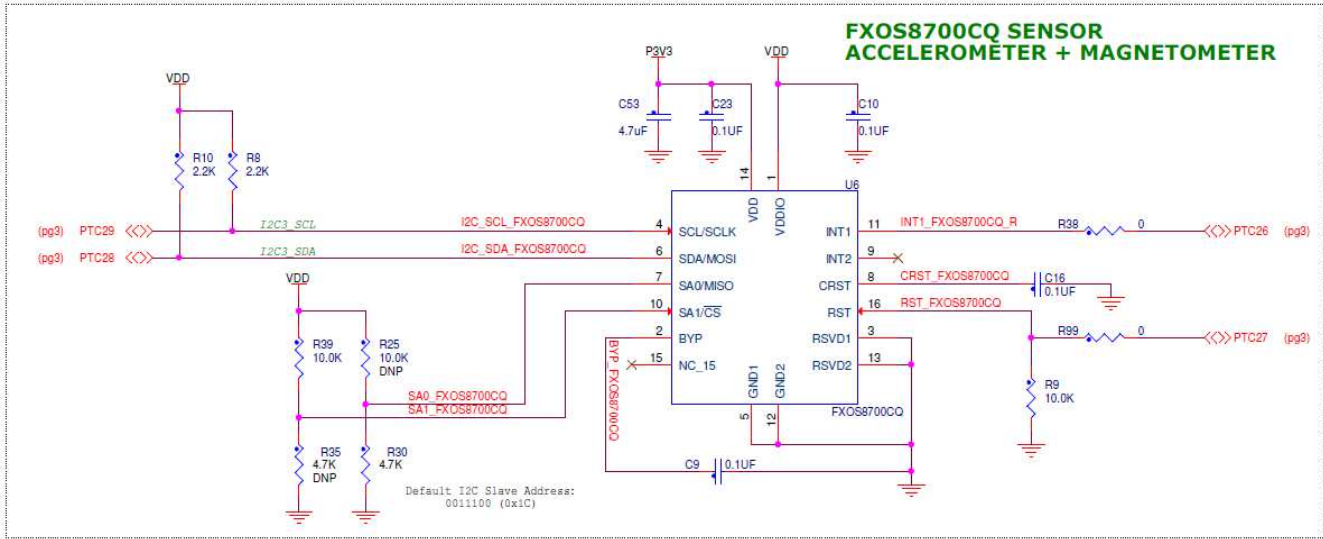 FXOS8700CQ SENSOR
ACCELEROMETER + MAGNETOMETER
P3V3
VDD
VDD
C53
4.7uF
C23
0.1UF
C10
0.1UF
R10
2.2K
R8
2.2K
14
1
U6
VDD
VDDIO
(pg3) PTC29
I2C3_SCL
I2C_SCL_FXOS8700CQ
4
SCL/SCLK
INT1
11
INT1_FXOS8700CQ_R
R38
0
PTC26 (pg3)
(pg3) PTC28
I2C3_SDA
I2C_SDA_FXOS8700CQ
6
SDA/MOSI
INT2
9
VDD
7
SA0/MISO
CRST
8
CRST_FXOS8700CQ
C16
0.1UF
10
SA1/CS
RST
16
RST_FXOS8700CQ
2
BYP
RSVD1
3
R99
0
PTC27 (pg3)
15
NC_15
RSVD2
13
R39
10.0K
R25
10.0K
DNP
BYP_FXOS8700CQ
GND1
GND2
R9
10.0K
SA0_FXOS8700CQ
SA1_FXOS8700CQ
5
12
FXOS8700CQ
R35
4.7K
DNP
R30
4.7K
C9
0.1UF
Default I2C Slave Address:
0011100 (0x1C)